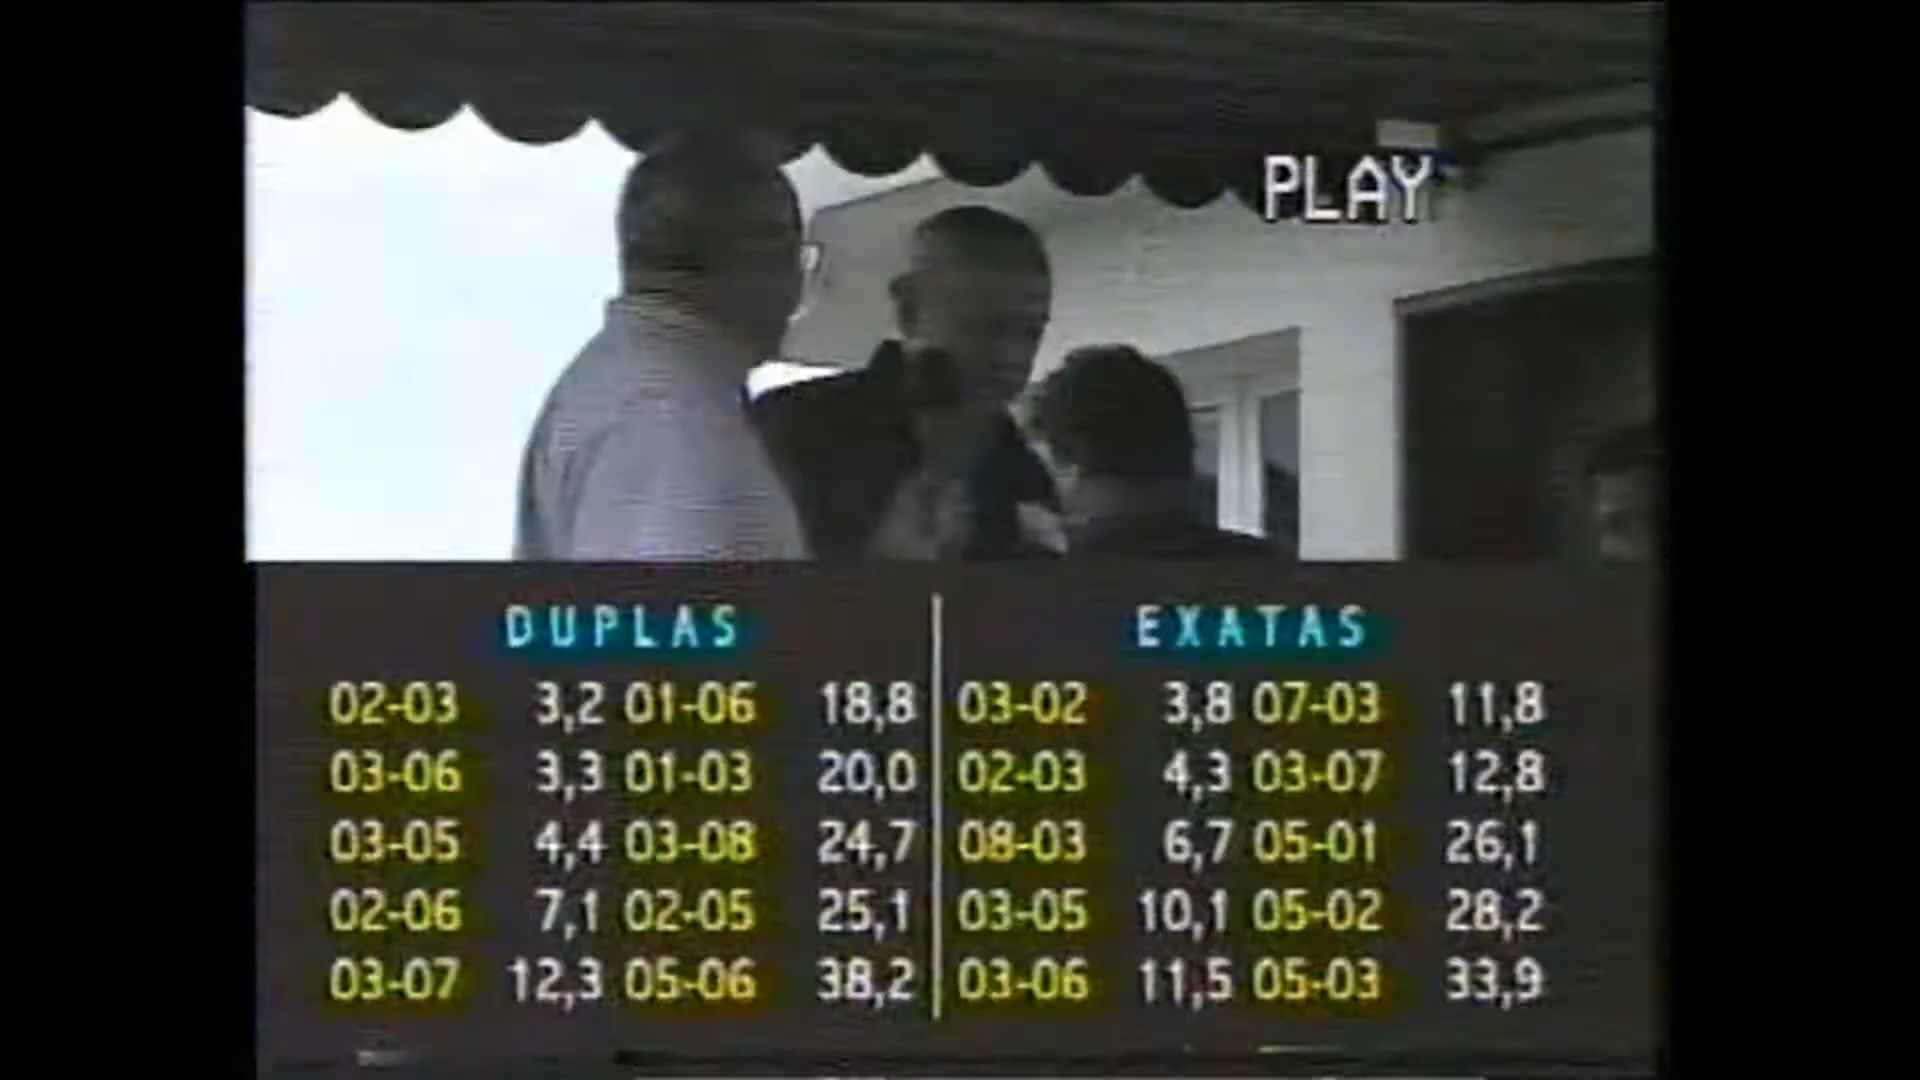 PLAY
DUPLAS EXATAS
02-03 3,2 01-06 18,8 03-02 3,8 07-03 11,8
03-06 3,3 01-03 20,0 02-03 4,3 03-07 12,8
03-05 4,4 03-08 24,7 08-03 6,7 05-01 26,1
02-06 7,1 02-05 25,1 03-05 10,1 05-02 28,2
03-07 12,3 05-06 38,2 03-06 11,5 05-03 33,9